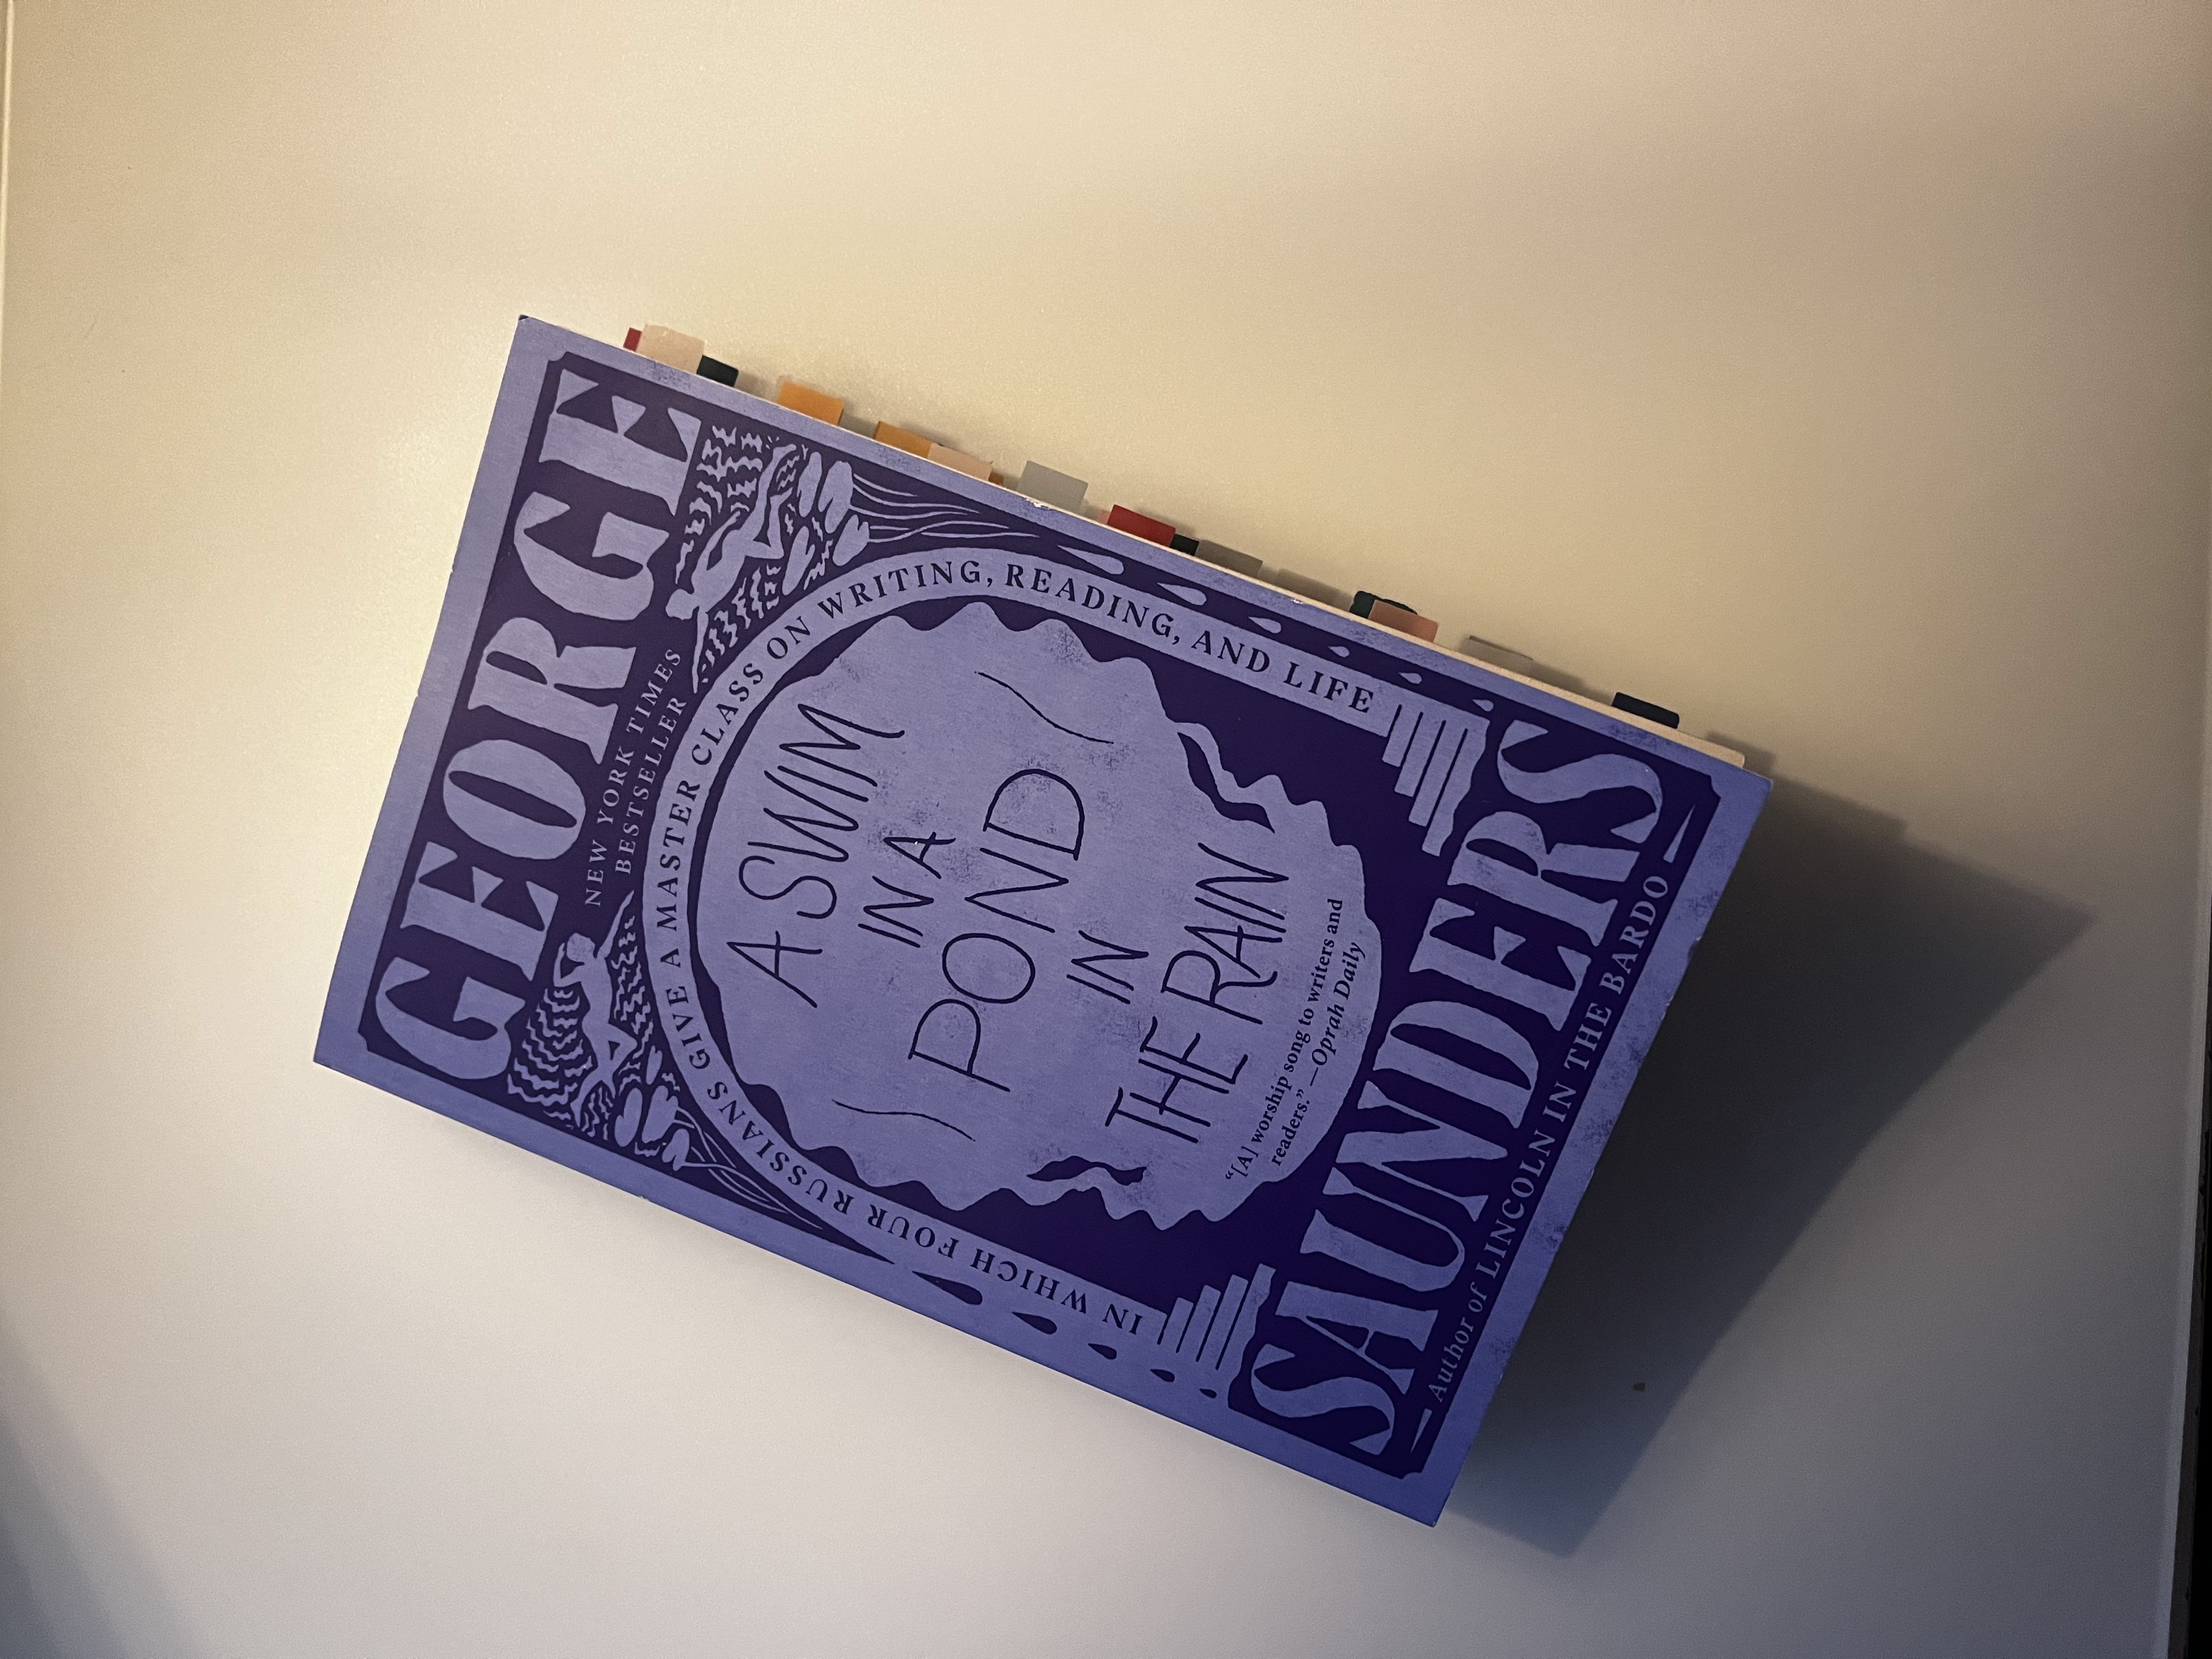 GEORGE
NEW YORK TIMES
BESTSELLER
IN WHICH FOUR RUSSIANS GIVE A MASTER CLASS ON WRITING, READING, AND LIFE
A SWIM
IN A
POND
IN
THE RAIN
“[A] worship song to writers and
readers.” —Oprah Daily
SAUNDERS
Author of LINCOLN IN THE BARDO